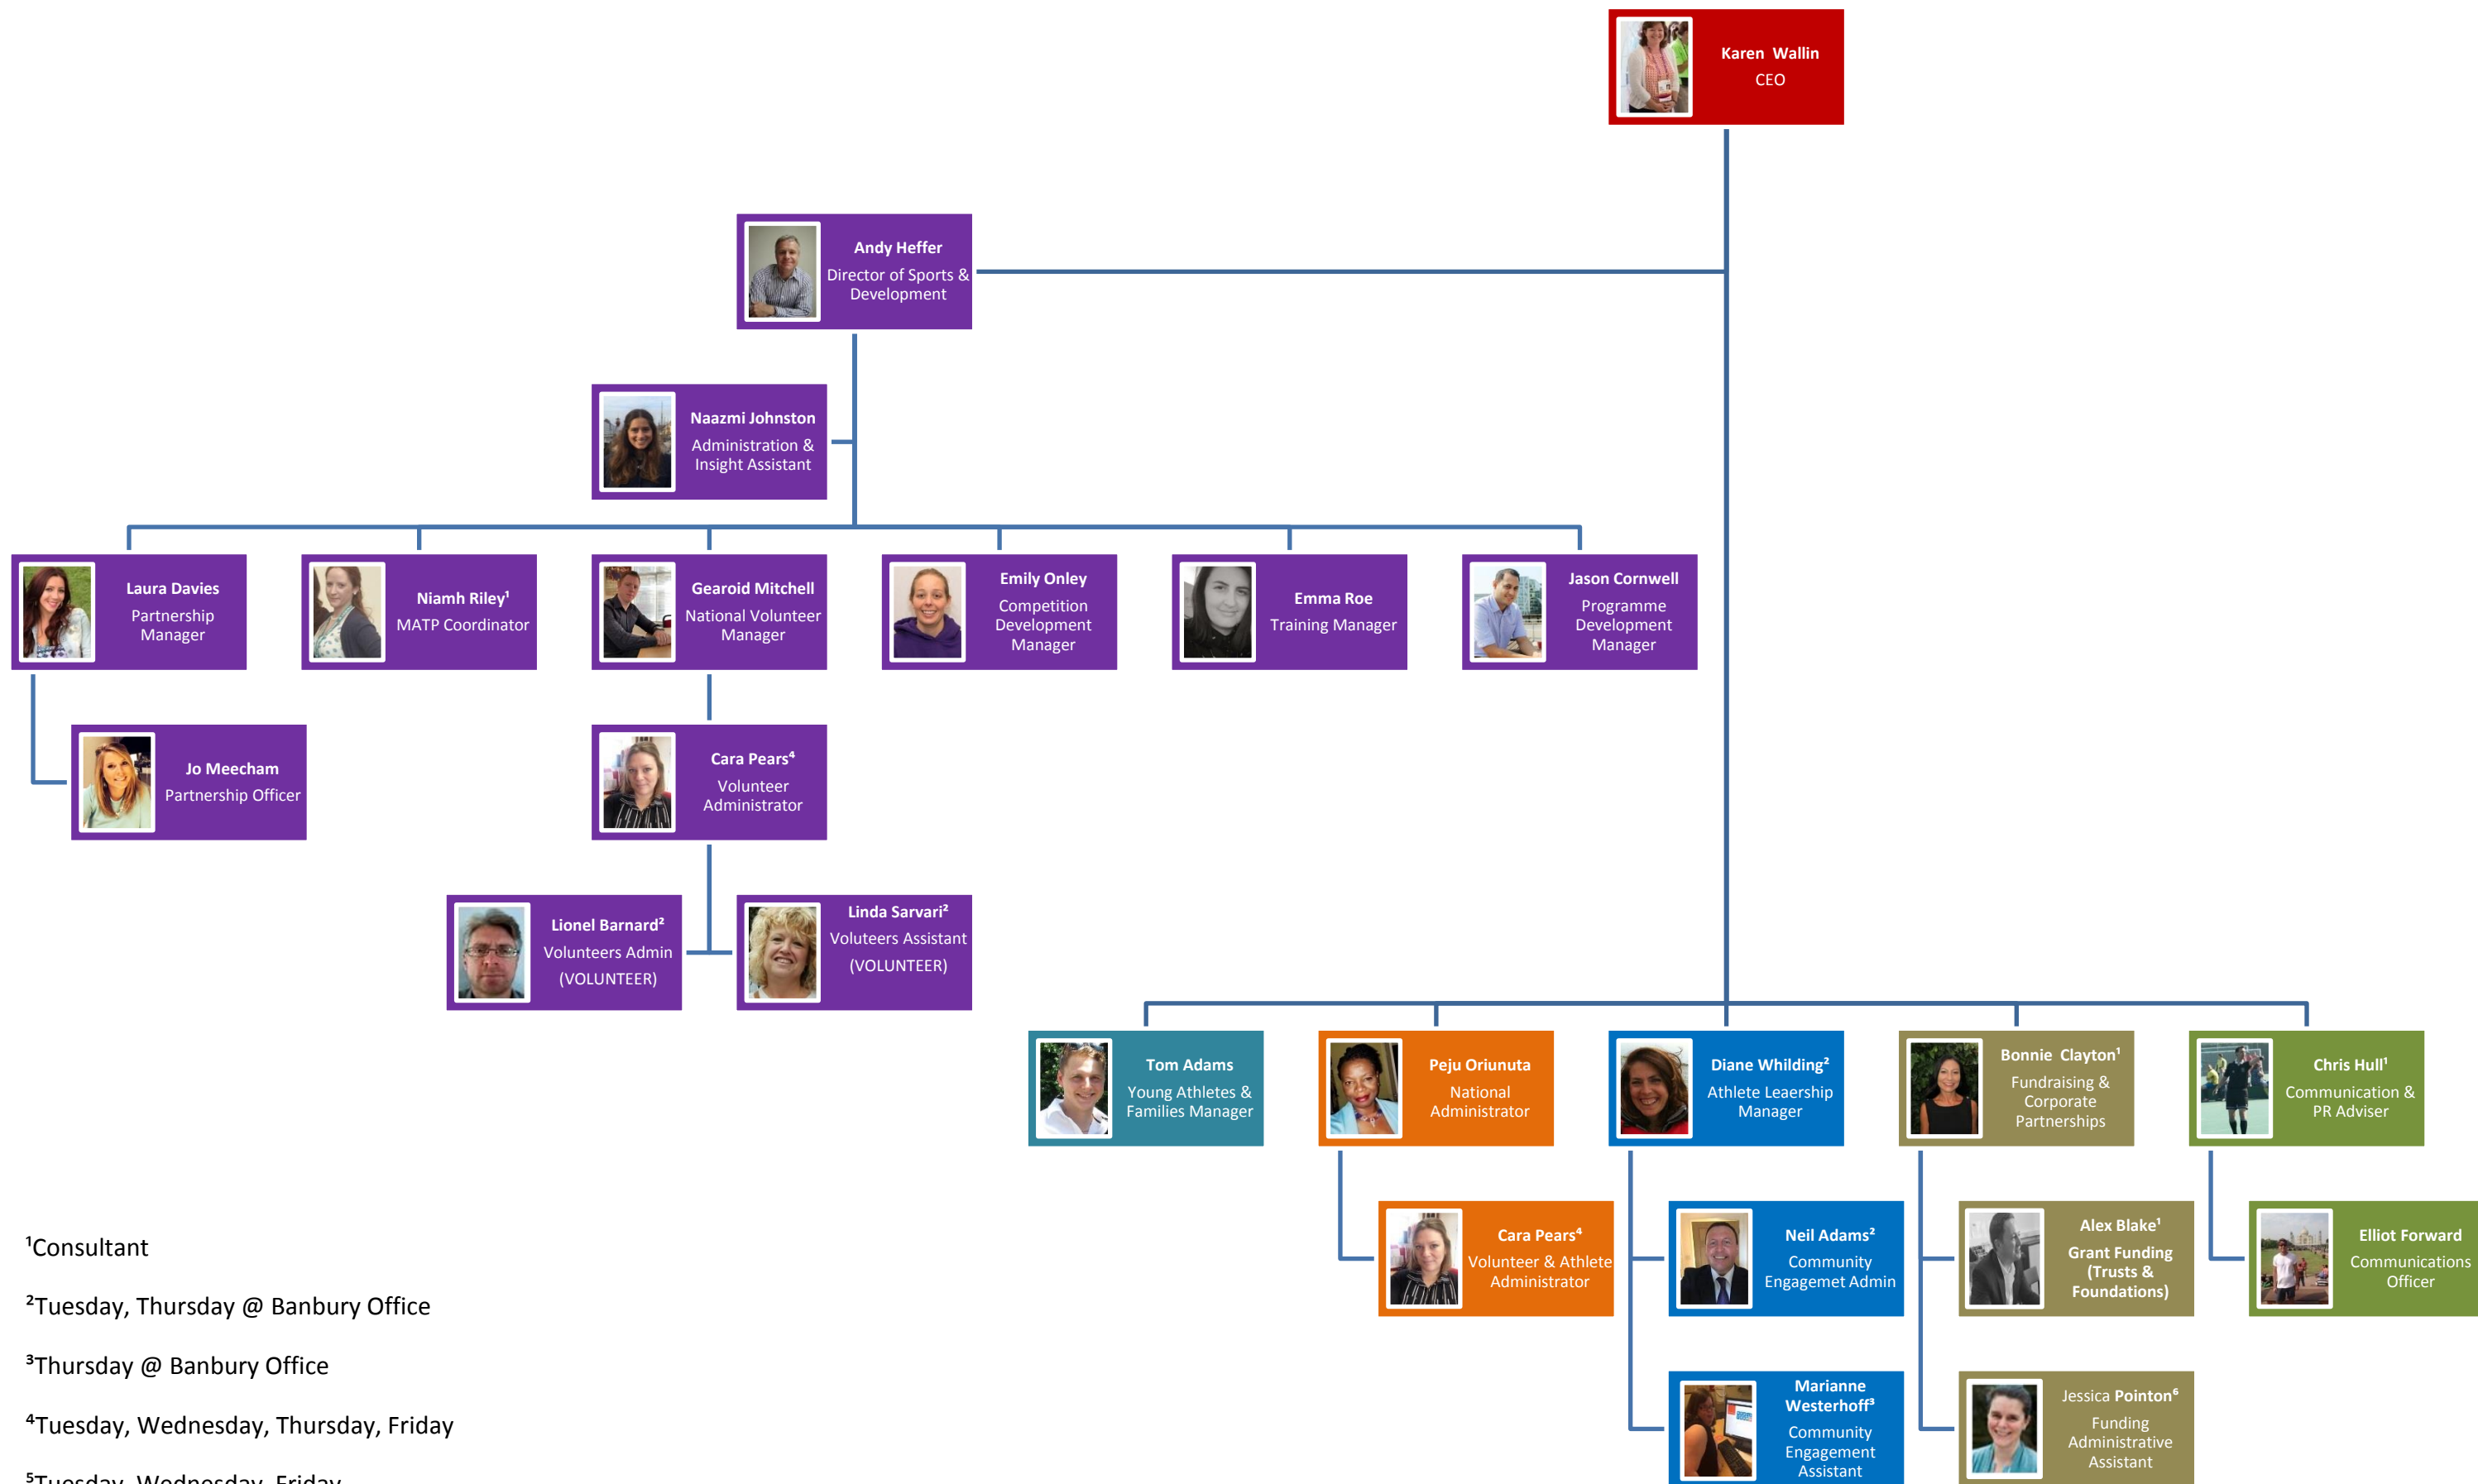 Karen Wallin
CEO
Andy Heffer
Director of Sports &
Development
Naazmi Johnston
Administration &
Insight Assistant
Laura Davies
Partnership
Manager
Niamh Riley¹
MATP Coordinator
Gearoid Mitchell
National Volunteer
Manager
Emily Onley
Competition
Development
Manager
Emma Roe
Training Manager
Jason Cornwell
Programme
Development
Manager
Jo Meecham
Partnership Officer
Cara Pears⁴
Volunteer
Administrator
Lionel Barnard²
Volunteers Admin
(VOLUNTEER)
Linda Sarvari²
Voluteers Assistant
(VOLUNTEER)
Tom Adams
Young Athletes &
Families Manager
Peju Oriunuta
National
Administrator
Diane Whilding²
Athlete Leaership
Manager
Bonnie Clayton¹
Fundraising &
Corporate
Partnerships
Chris Hull¹
Communication &
PR Adviser
Cara Pears⁴
Volunteer & Athlete
Administrator
Neil Adams²
Community
Engagemet Admin
Alex Blake¹
Grant Funding
(Trusts &
Foundations)
Elliot Forward
Communications
Officer
Marianne
Westerhoff³
Community
Engagement
Assistant
Jessica Pointon⁶
Funding
Administrative
Assistant
¹Consultant
²Tuesday, Thursday @ Banbury Office
³Thursday @ Banbury Office
⁴Tuesday, Wednesday, Thursday, Friday
⁵Tuesday, Wednesday, Friday